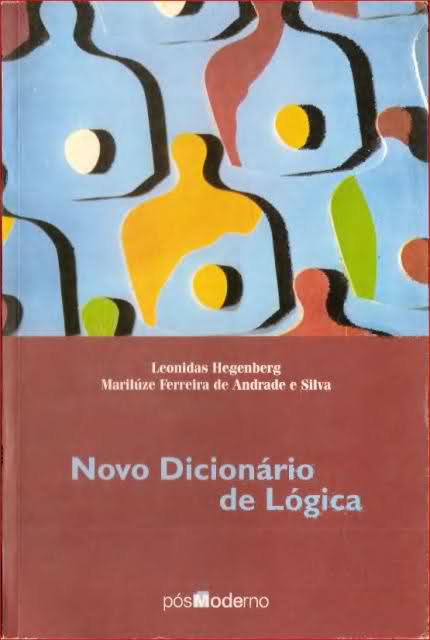 Leonidas Hegenberg
Marilúze Ferreira de Andrade e Silva
Novo Dicionário
de Lógica
pósModerno